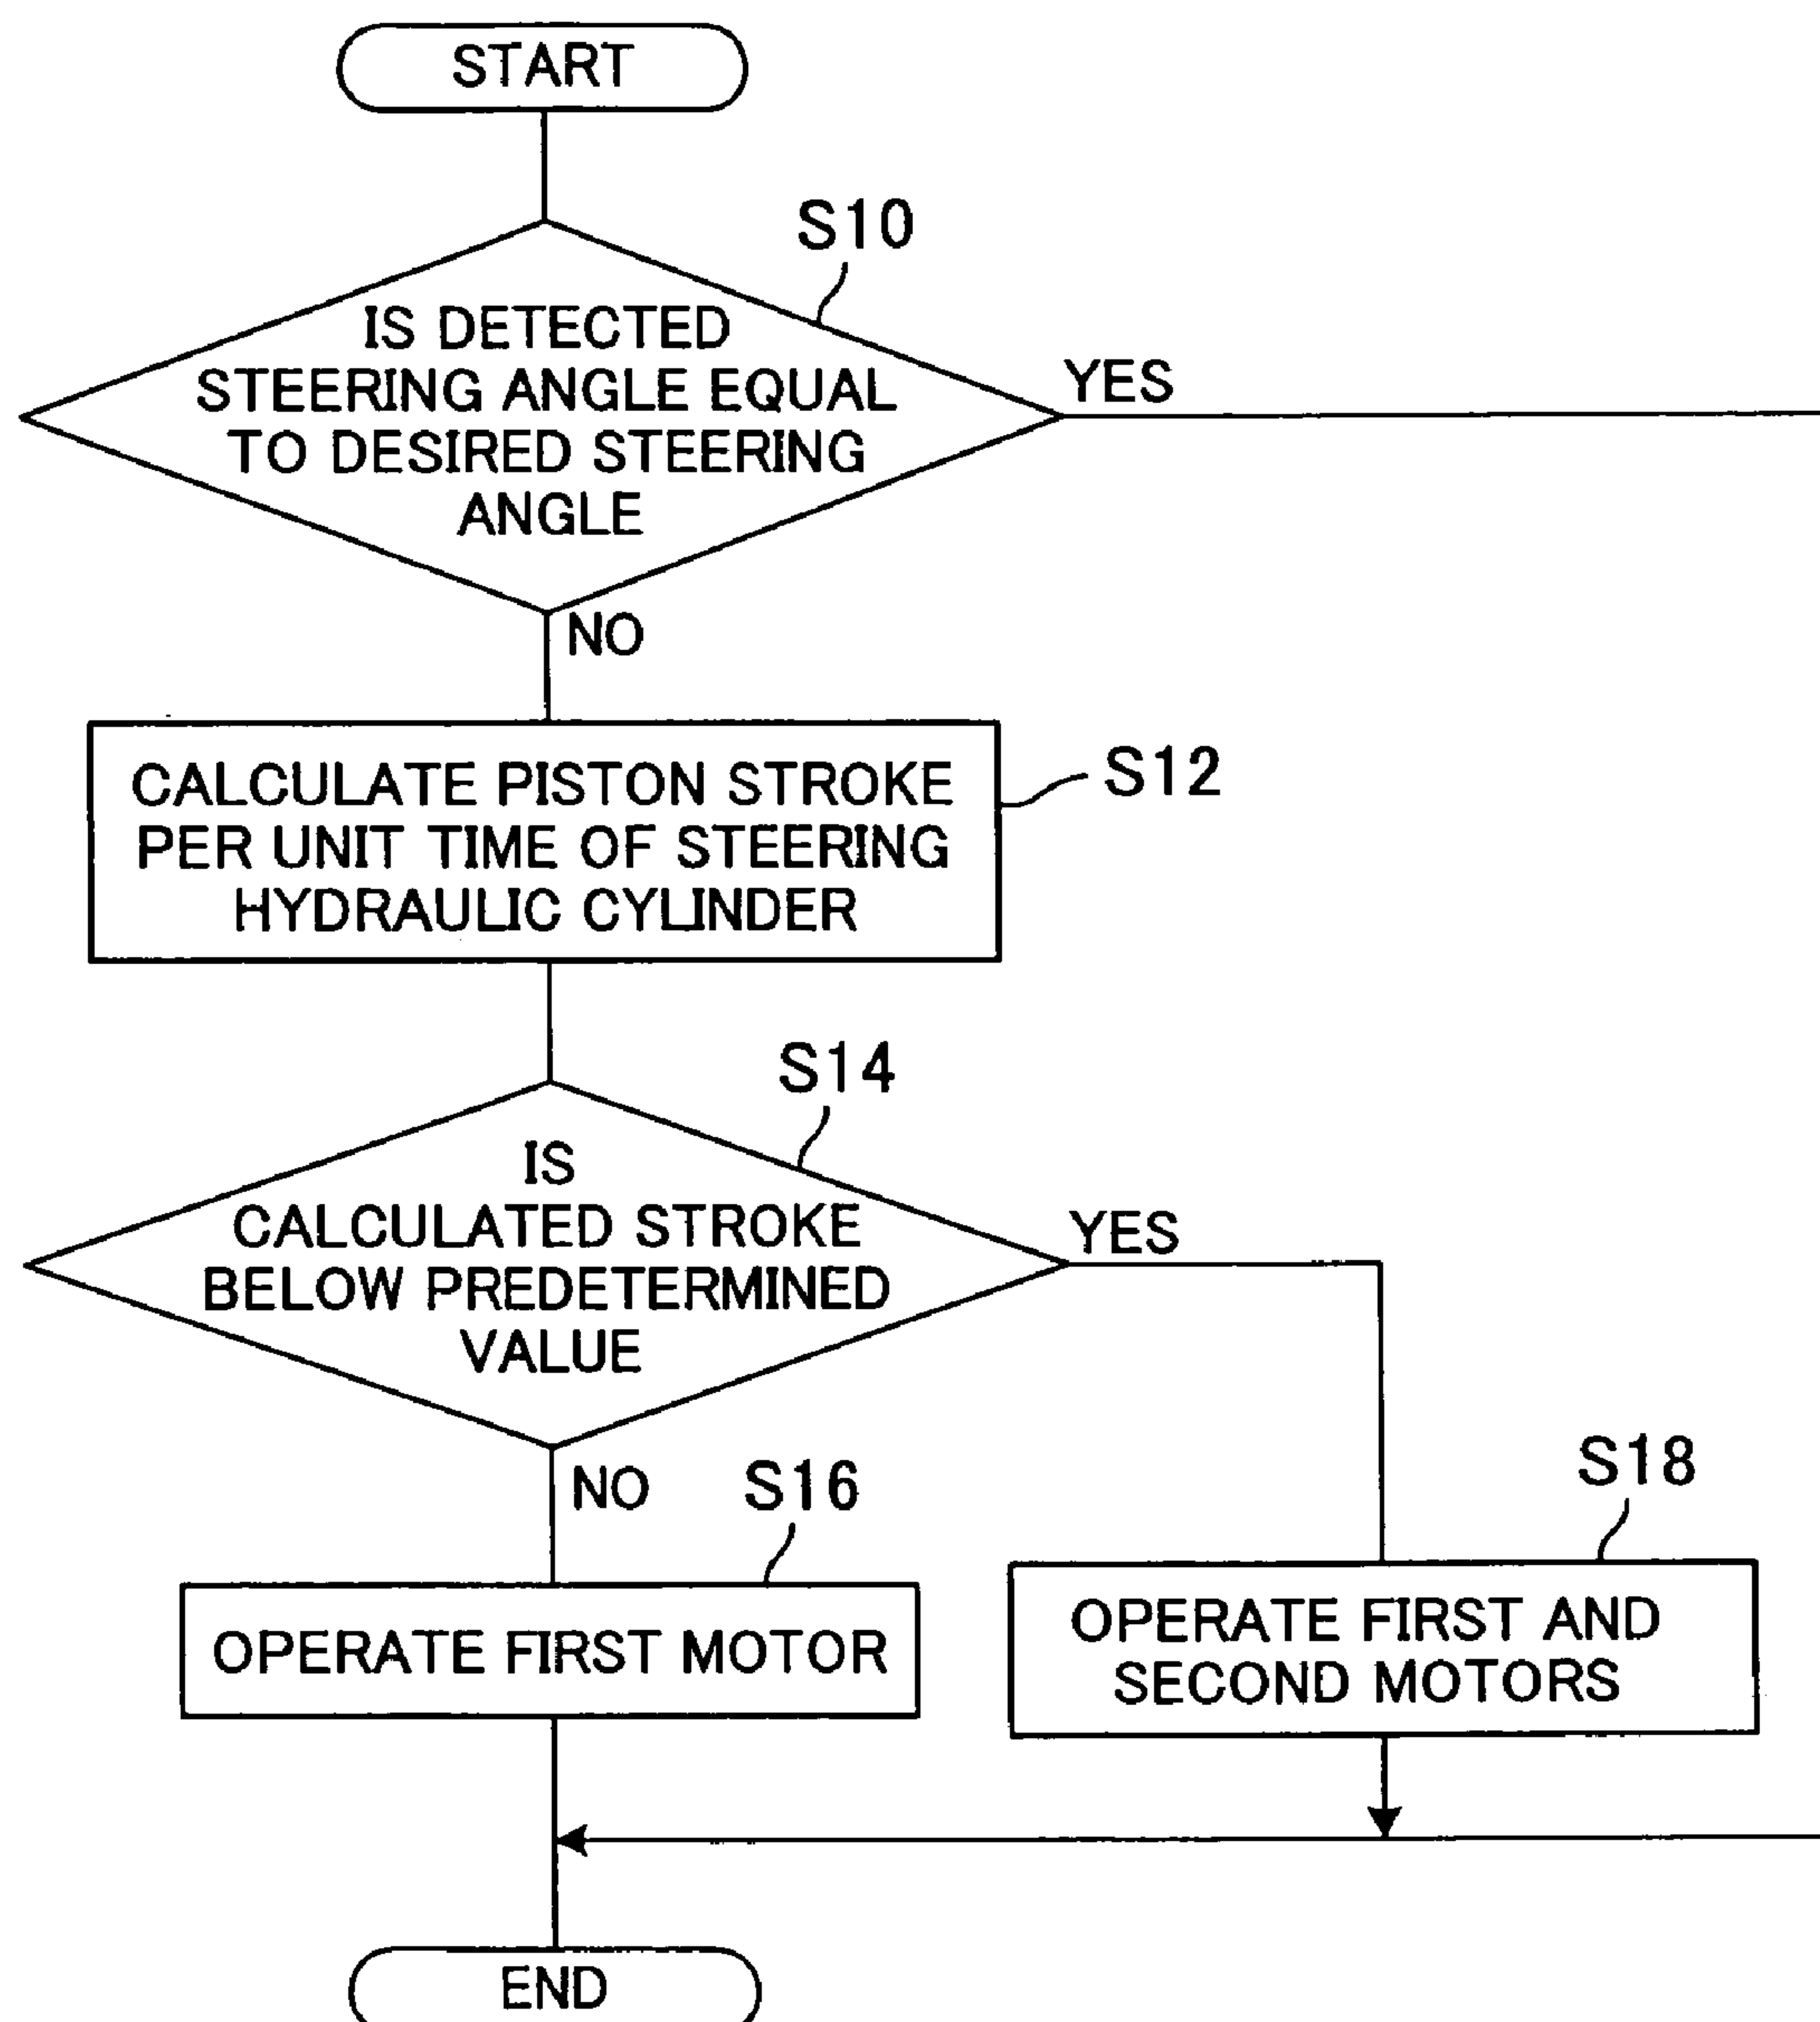 START
S10
IS DETECTED
STEERING ANGLE EQUAL
TO DESIRED STEERING
ANGLE
YES
NO
CALCULATE PISTON STROKE
PER UNIT TIME OF STEERING
HYDRAULIC CYLINDER
S12
S14
IS
CALCULATED STROKE
BELOW PREDETERMINED
VALUE
YES
NO
S16
S18
OPERATE FIRST MOTOR
OPERATE FIRST AND
SECOND MOTORS
END